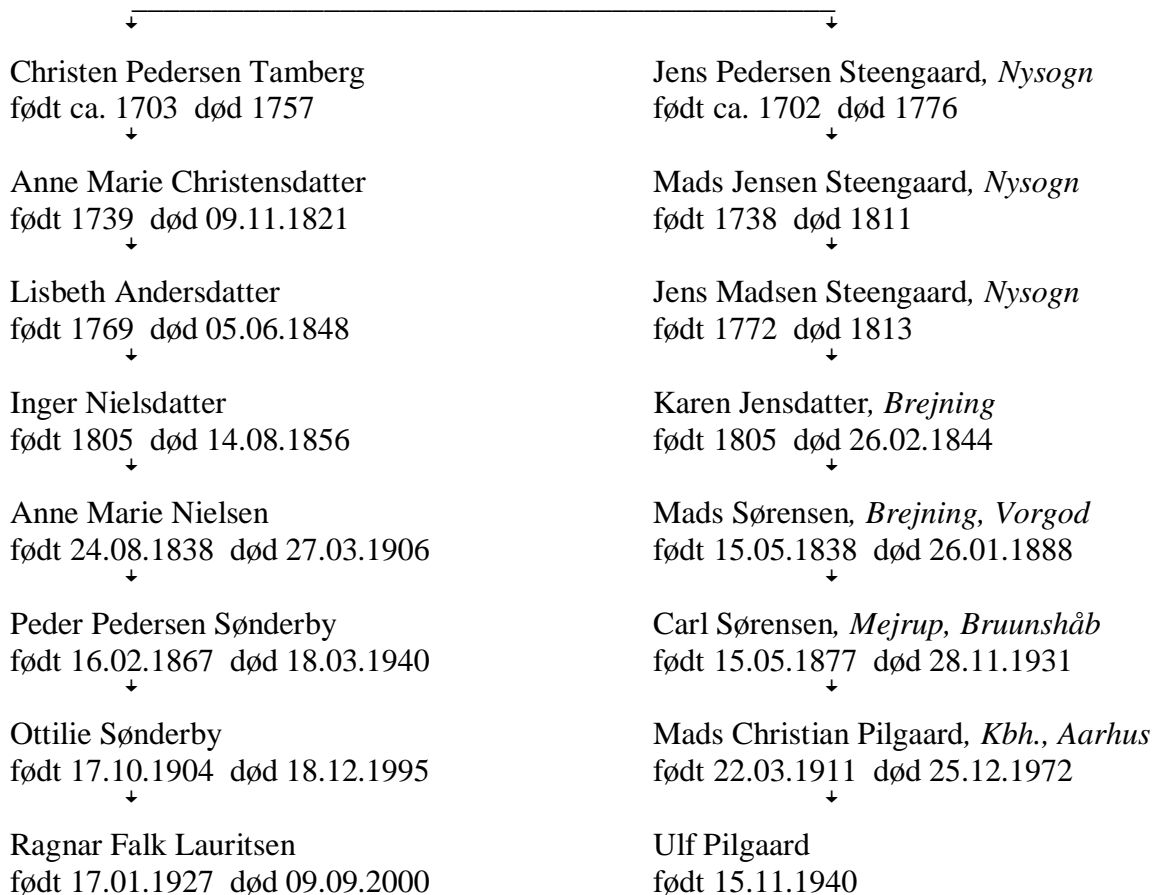 Christen Pedersen Tamberg
født ca. 1703  død 1757
Anne Marie Christensdatter
født 1739  død 09.11.1821
Lisbeth Andersdatter
født 1769  død 05.06.1848
Inger Nielsdatter
født 1805  død 14.08.1856
Anne Marie Nielsen
født 24.08.1838  død 27.03.1906
Peder Pedersen Sønderby
født 16.02.1867  død 18.03.1940
Ottilie Sønderby
født 17.10.1904  død 18.12.1995
Ragnar Falk Lauritsen
født 17.01.1927  død 09.09.2000
Jens Pedersen Steengaard, Nysogn
født ca. 1702  død 1776
Mads Jensen Steengaard, Nysogn
født 1738  død 1811
Jens Madsen Steengaard, Nysogn
født 1772  død 1813
Karen Jensdatter, Brejning
født 1805  død 26.02.1844
Mads Sørensen, Brejning, Vorgod
født 15.05.1838  død 26.01.1888
Carl Sørensen, Mejrup, Bruunshåb
født 15.05.1877  død 28.11.1931
Mads Christian Pilgaard, Kbh., Aarhus
født 22.03.1911  død 25.12.1972
Ulf Pilgaard
født 15.11.1940